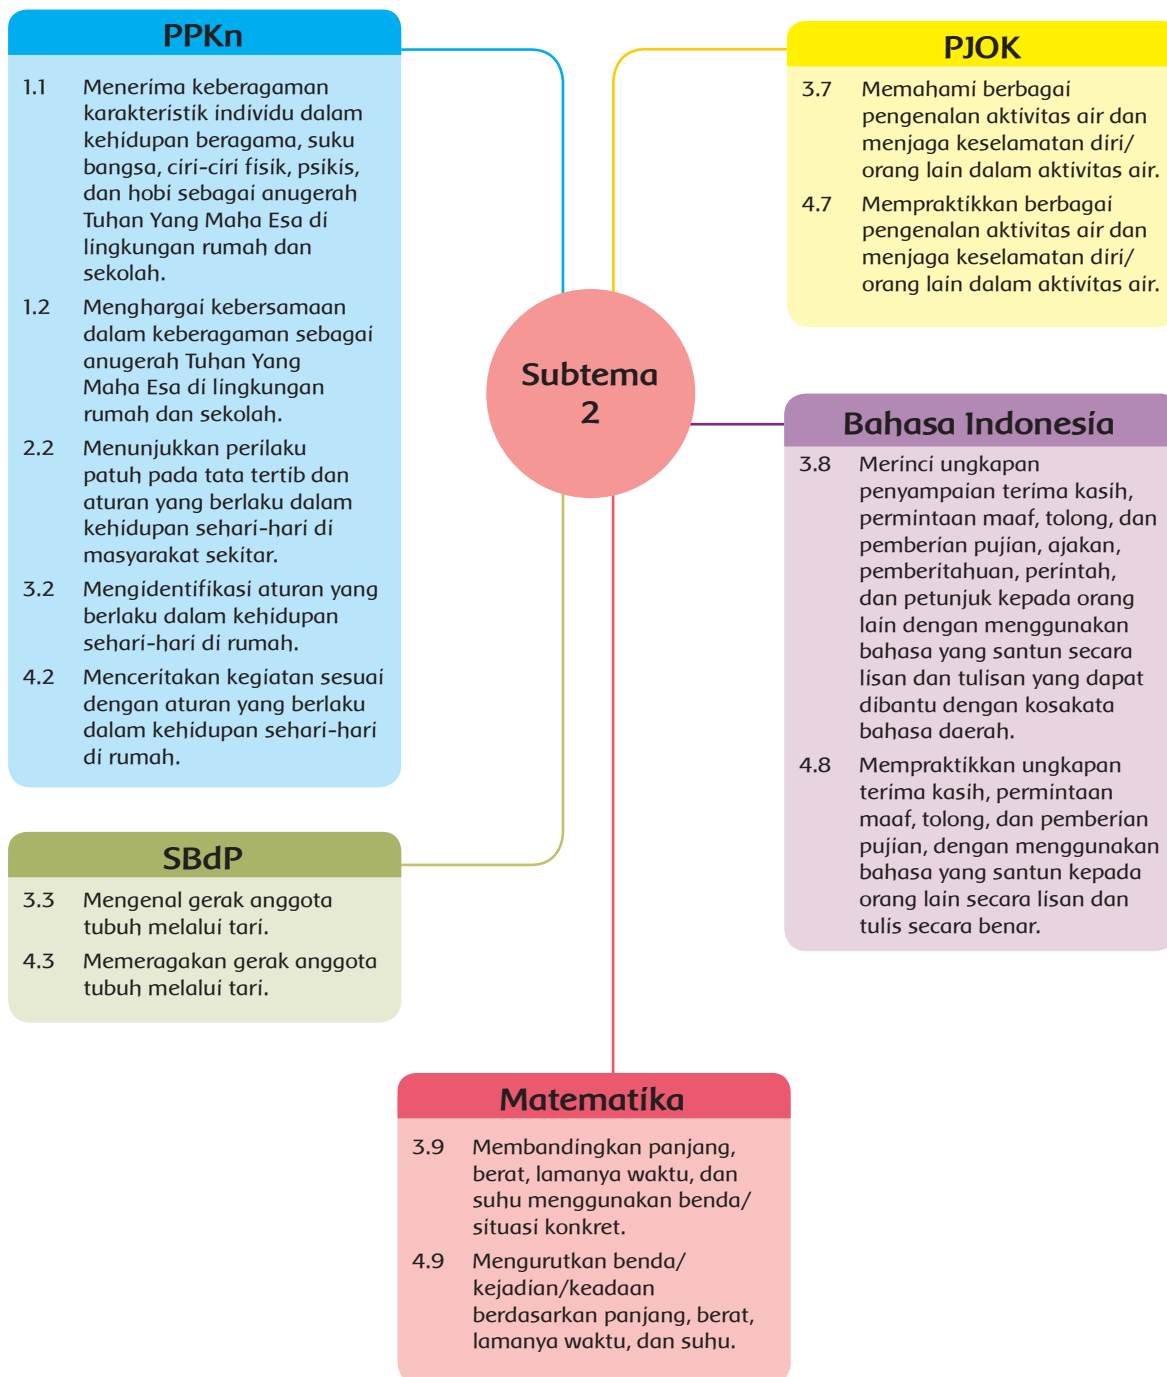 PPKn
1.1 Menerima keberagaman
karakteristik individu dalam
kehidupan beragama, suku
bangsa, ciri-ciri fisik, psikis,
dan hobi sebagai anugerah
Tuhan Yang Maha Esa di
lingkungan rumah dan
sekolah.
1.2 Menghargai kebersamaan
dalam keberagaman sebagai
anugerah Tuhan Yang
Maha Esa di lingkungan
rumah dan sekolah.
2.2 Menunjukkan perilaku
patuh pada tata tertib dan
aturan yang berlaku dalam
kehidupan sehari-hari di
masyarakat sekitar.
3.2 Mengidentifikasi aturan yang
berlaku dalam kehidupan
sehari-hari di rumah.
4.2 Menceritakan kegiatan sesuai
dengan aturan yang berlaku
dalam kehidupan sehari-hari
di rumah.
PJOK
3.7 Memahami berbagai
pengenalan aktivitas air dan
menjaga keselamatan diri/
orang lain dalam aktivitas air.
4.7 Mempraktikkan berbagai
pengenalan aktivitas air dan
menjaga keselamatan diri/
orang lain dalam aktivitas air.
Subtema
2
Bahasa Indonesia
3.8 Merinci ungkapan
penyampaian terima kasih,
permintaan maaf, tolong, dan
pemberian pujian, ajakan,
pemberitahuan, perintah,
dan petunjuk kepada orang
lain dengan menggunakan
bahasa yang santun secara
lisan dan tulisan yang dapat
dibantu dengan kosakata
bahasa daerah.
4.8 Mempraktikkan ungkapan
terima kasih, permintaan
maaf, tolong, dan pemberian
pujian, dengan menggunakan
bahasa yang santun kepada
orang lain secara lisan dan
tulis secara benar.
SBdP
3.3 Mengenal gerak anggota
tubuh melalui tari.
4.3 Memeragakan gerak anggota
tubuh melalui tari.
Matematika
3.9 Membandingkan panjang,
berat, lamanya waktu, dan
suhu menggunakan benda/
situasi konkret.
4.9 Mengurutkan benda/
kejadian/keadaan
berdasarkan panjang, berat,
lamanya waktu, dan suhu.